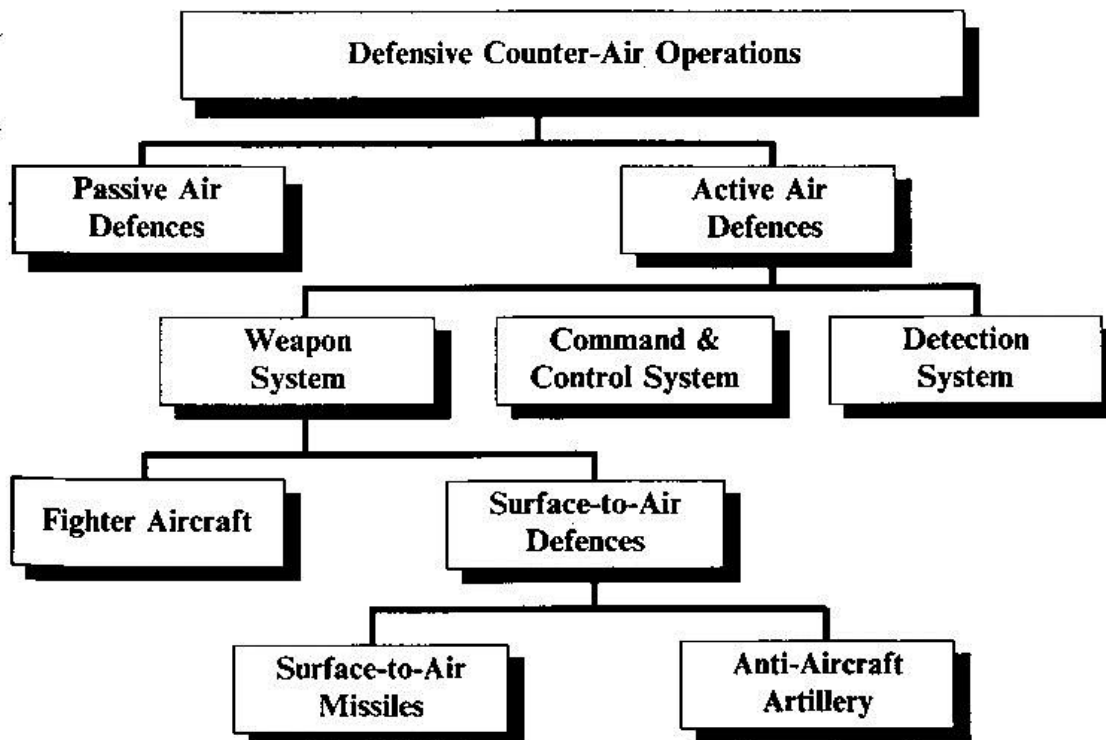 Defensive Counter-Air Operations
Passive Air
Defences
Active Air
Defences
Weapon
System
Command &
Control System
Detection
System
Fighter Aircraft
Surface-to-Air
Defences
Surface-to-Air
Missiles
Anti-Aircraft
Artillery